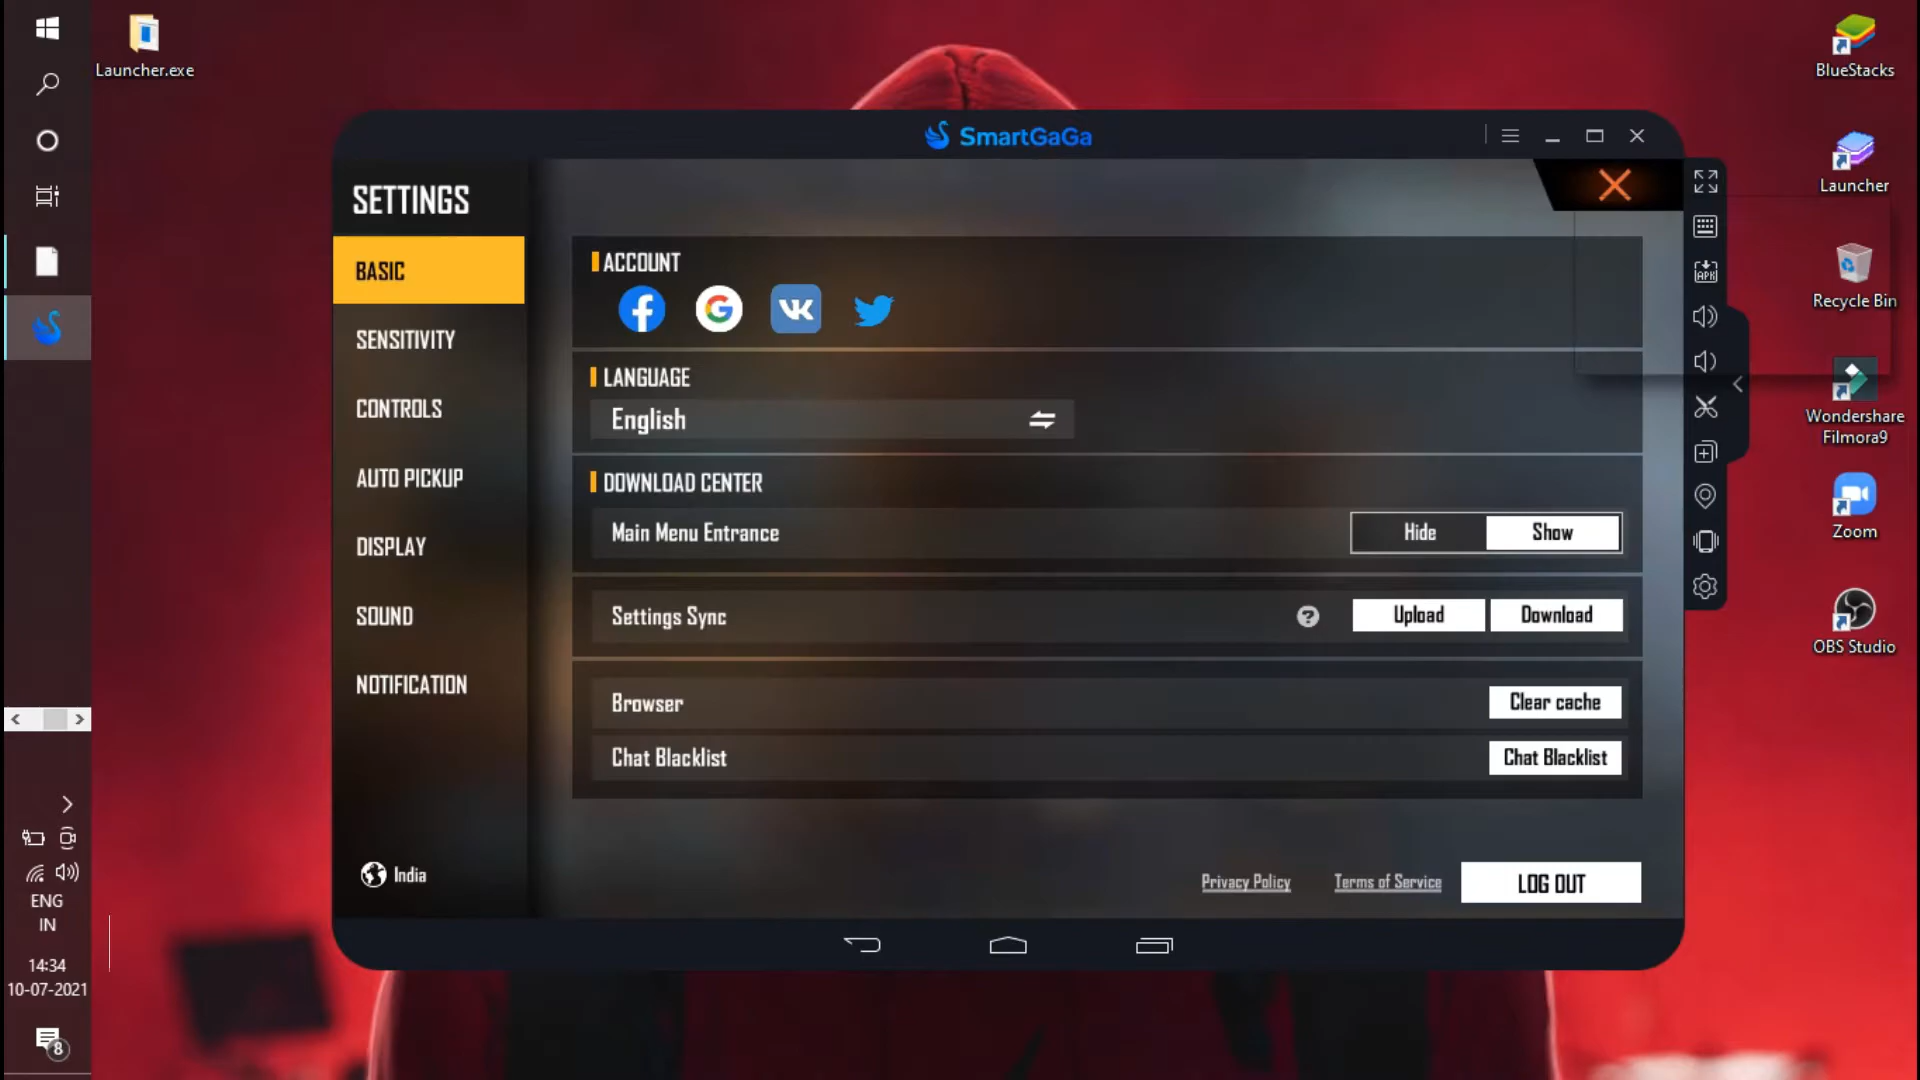 Launcher.exe
BlueStacks
Launcher
Recycle Bin
Wondershare
Filmora9
Zoom
OBS Studio
SmartGaGa
SETTINGS
BASIC
SENSITIVITY
CONTROLS
AUTO PICKUP
DISPLAY
SOUND
NOTIFICATION
India
ACCOUNT
LANGUAGE
English
DOWNLOAD CENTER
Main Menu Entrance Hide Show
Settings Sync ? Upload Download
Browser Clear cache
Chat Blacklist Chat Blacklist
Privacy Policy Terms of Service LOG OUT
APK
ENG
IN
14:34
10-07-2021
8